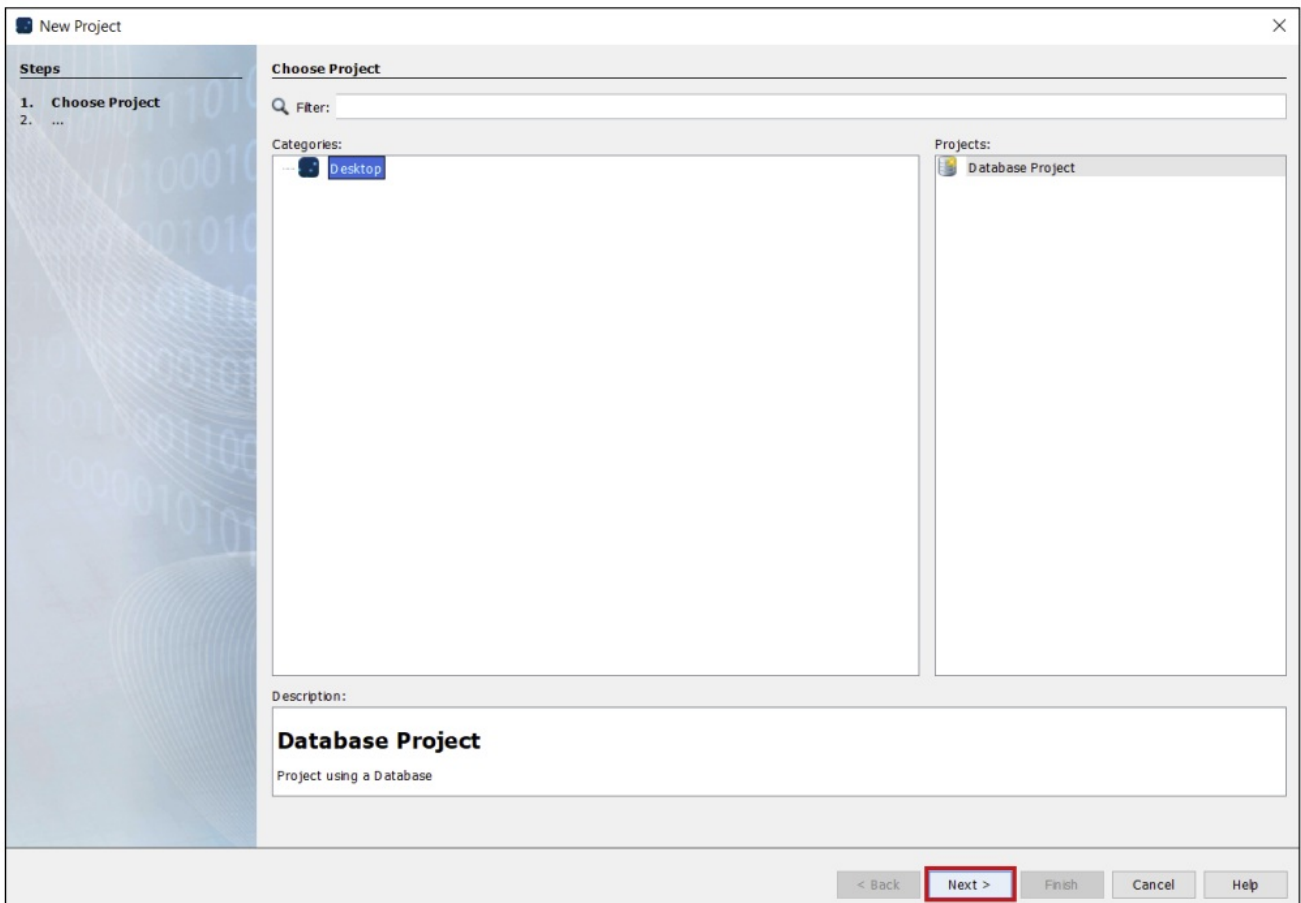 New Project
Steps
1. Choose Project
2. ...
Choose Project
Filter:
Categories:
Desktop
Projects:
Database Project
Description:
Database Project
Project using a Database
< Back
Next >
Finish
Cancel
Help